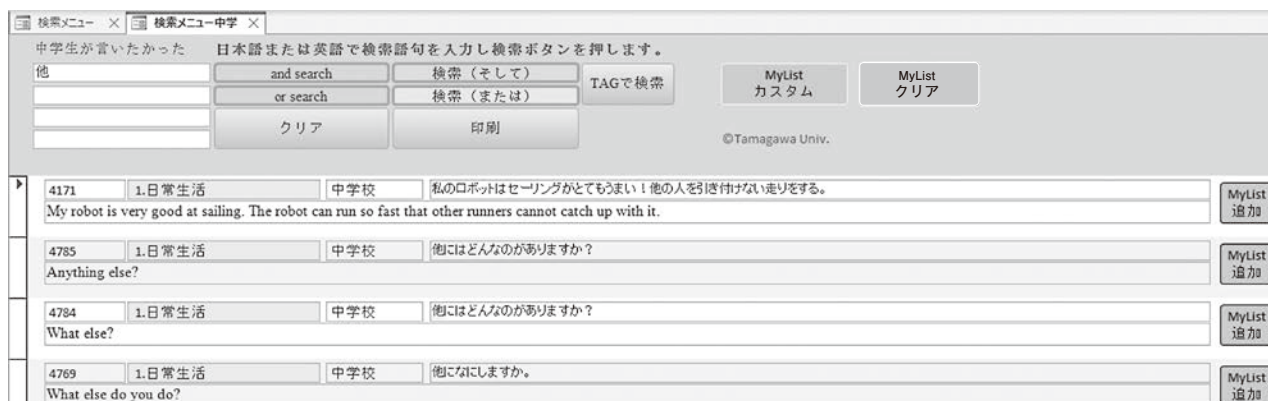 検索メニュー × 検索メニュー中学 ×
中学生が言いたかった 日本語または英語で検索語句を入力し検索ボタンを押します。
他 and search 検索（そして） TAGで検索 MyList カスタム MyList クリア
or search 検索（または）
クリア 印刷
©Tamagawa Univ.
4171 1.日常生活 中学校 私のロボットはセーリングがとてもうまい！他の人を引き付けない走りをする。 MyList 追加
My robot is very good at sailing. The robot can run so fast that other runners cannot catch up with it.
4785 1.日常生活 中学校 他にはどんなのがありますか？ MyList 追加
Anything else?
4784 1.日常生活 中学校 他にはどんなのがありますか？ MyList 追加
What else?
4769 1.日常生活 中学校 他になにしますか。 MyList 追加
What else do you do?